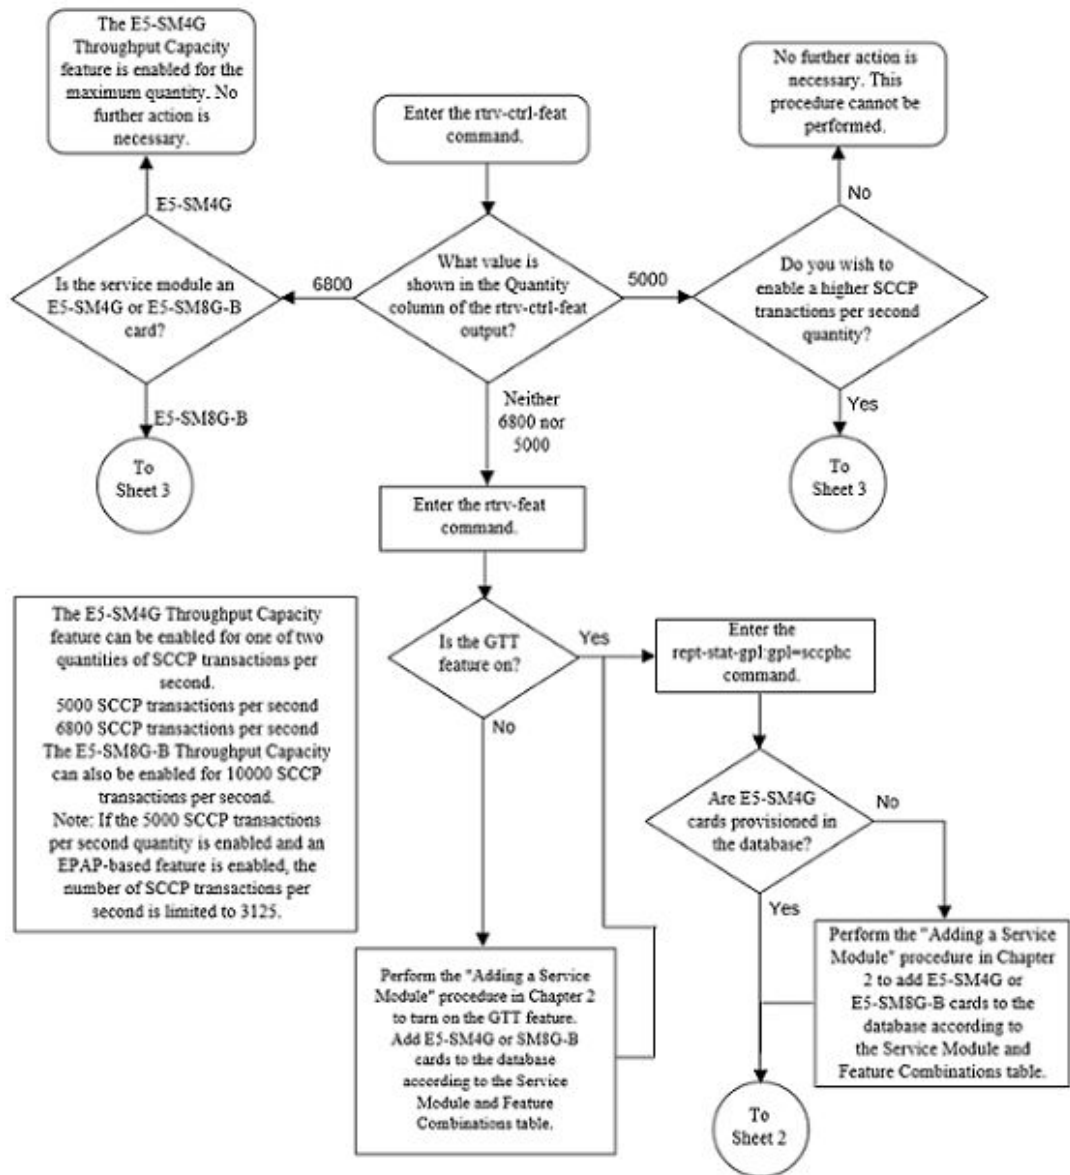 The E5-SM4G
Throughput Capacity
feature is enabled for the
maximum quantity. No
further action is
necessary.
Enter the rtrv-ctrl-feat
command.
No further action is
necessary. This
procedure cannot be
performed.
E5-SM4G
No
Is the service module an
E5-SM4G or E5-SM8G-B
card?
6800
What value is
shown in the Quantity
column of the rtrv-ctrl-feat
output?
5000
Do you wish to
enable a higher SCCP
tranactions per second
quantity?
E5-SM8G-B
Neither
6800 nor
5000
Yes
To
Sheet 3
To
Sheet 3
Enter the rtrv-feat
command.
The E5-SM4G Throughput Capacity
feature can be enabled for one of two
quantities of SCCP transactions per
second.
5000 SCCP transactions per second
6800 SCCP transactions per second
The E5-SM8G-B Throughput Capacity
can also be enabled for 10000 SCCP
transactions per second.
Note: If the 5000 SCCP transactions
per second quantity is enabled and an
EPAP-based feature is enabled, the
number of SCCP transactions per
second is limited to 3125.
Is the GTT
feature on?
Yes
No
Enter the
rept-stat-gpl:gpl=sccphc
command.
Are E5-SM4G
cards provisioned in
the database?
No
Yes
Perform the "Adding a Service
Module" procedure in Chapter 2
to turn on the GTT feature.
Add E5-SM4G or SM8G-B
cards to the database
according to the Service
Module and Feature
Combinations table.
Perform the "Adding a Service
Module" procedure in Chapter
2 to add E5-SM4G or
E5-SM8G-B cards to the
database according to
the Service Module and
Feature Combinations table.
To
Sheet 2